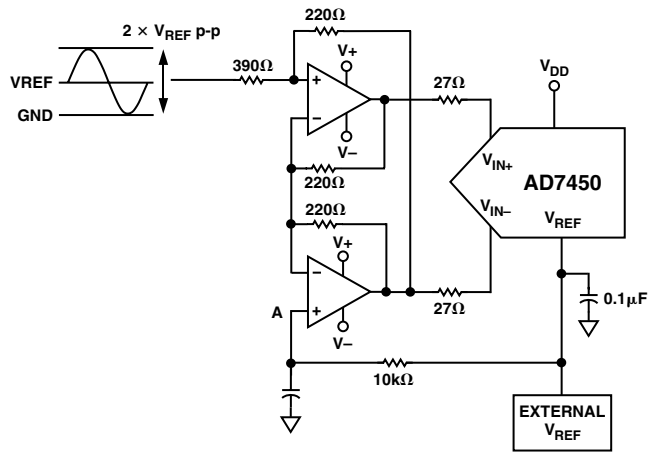 2 × VREF p-p
VREF
GND
390Ω
220Ω
V+
V–
220Ω
220Ω
V+
V–
A
27Ω
27Ω
10kΩ
VDD
VIN+
AD7450
VIN–
VREF
0.1µF
EXTERNAL
VREF